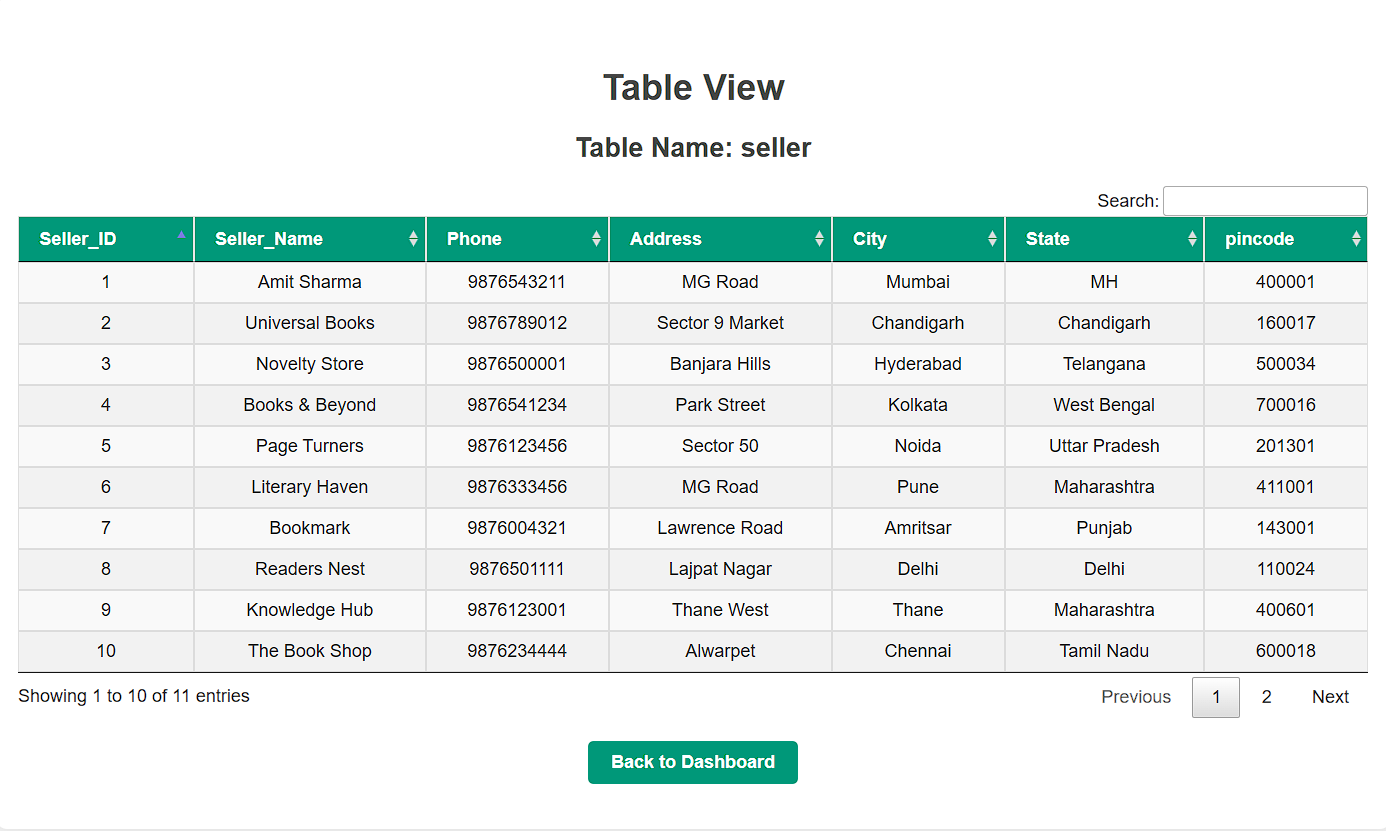 Table View
Table Name: seller
Search:
Seller_ID Seller_Name Phone Address City State pincode
1 Amit Sharma 9876543211 MG Road Mumbai MH 400001
2 Universal Books 9876789012 Sector 9 Market Chandigarh Chandigarh 160017
3 Novelty Store 9876500001 Banjara Hills Hyderabad Telangana 500034
4 Books & Beyond 9876541234 Park Street Kolkata West Bengal 700016
5 Page Turners 9876123456 Sector 50 Noida Uttar Pradesh 201301
6 Literary Haven 9876333456 MG Road Pune Maharashtra 411001
7 Bookmark 9876004321 Lawrence Road Amritsar Punjab 143001
8 Readers Nest 9876501111 Lajpat Nagar Delhi Delhi 110024
9 Knowledge Hub 9876123001 Thane West Thane Maharashtra 400601
10 The Book Shop 9876234444 Alwarpet Chennai Tamil Nadu 600018
Showing 1 to 10 of 11 entries Previous 1 2 Next
Back to Dashboard